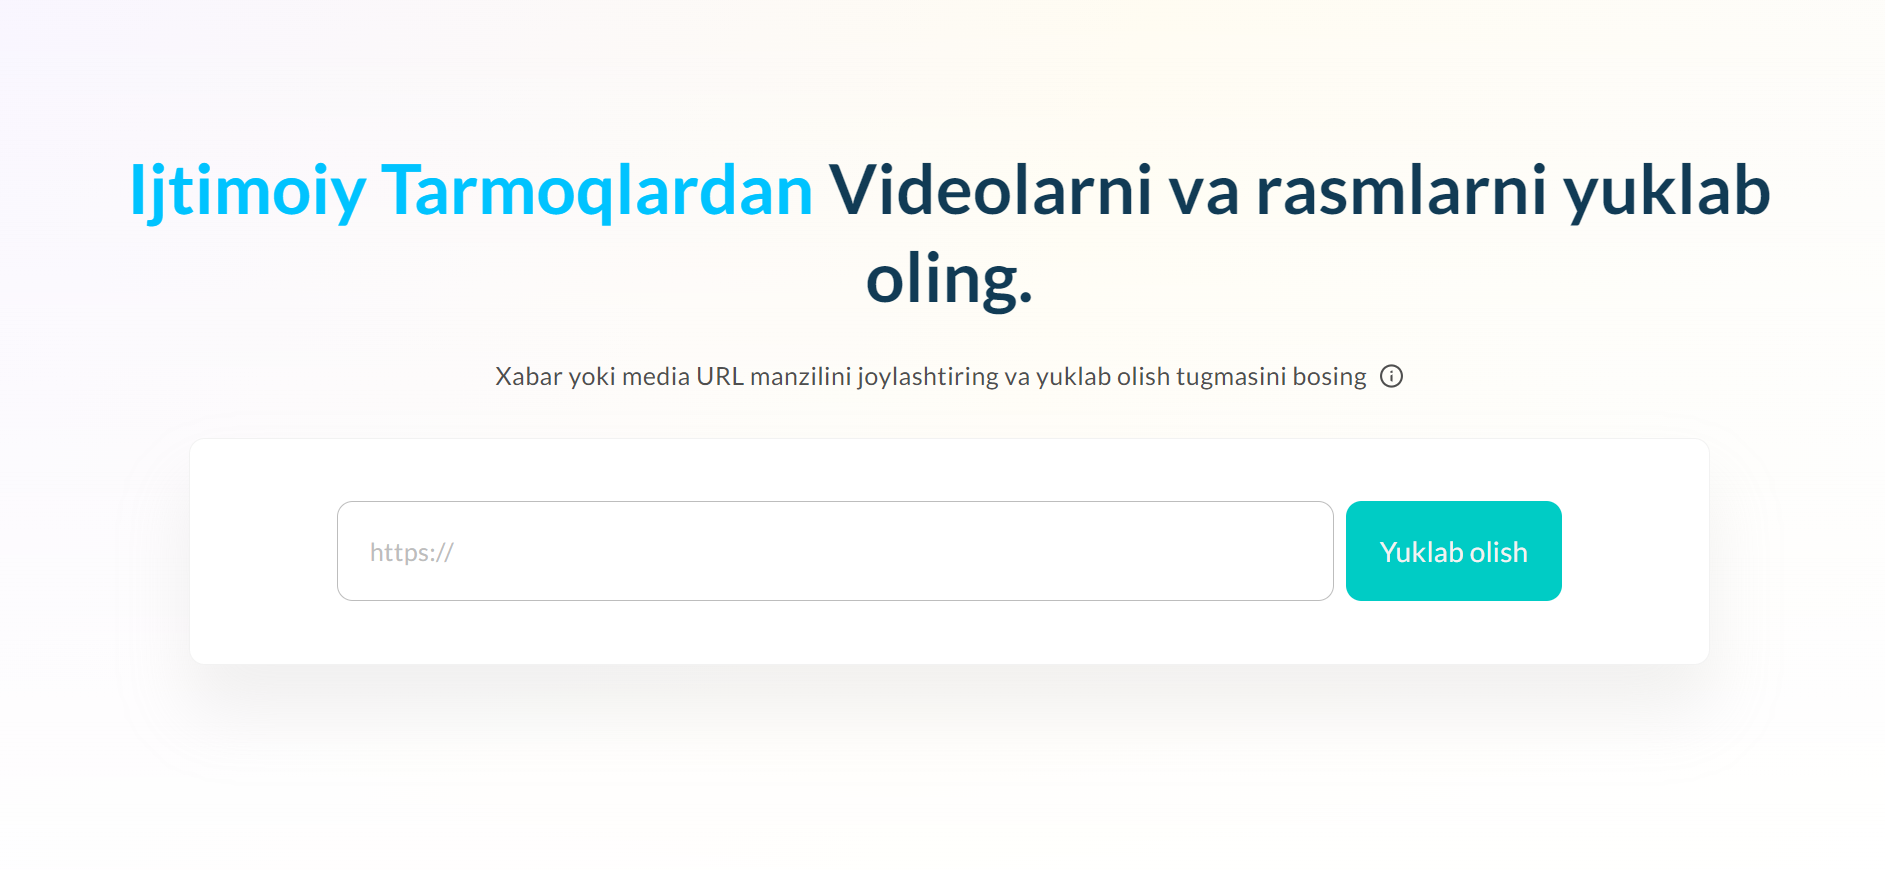 Ijtimoiy Tarmoqlardan Videolarni va rasmlarni yuklab
oling.
Xabar yoki media URL manzilini joylashtiring va yuklab olish tugmasini bosing
https://
Yuklab olish